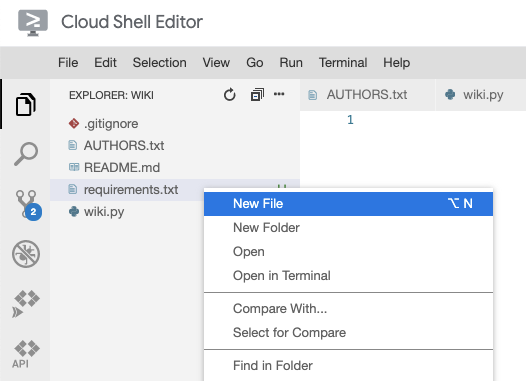 Cloud Shell Editor
File Edit Selection View Go Run Terminal Help
EXPLORER: WIKI
AUTHORS.txt wiki.py
.gitignore
1
AUTHORS.txt
README.md
requirements.txt
wiki.py
New File ⌥ N
New Folder
Open
Open in Terminal
Compare With...
Select for Compare
Find in Folder
2
API